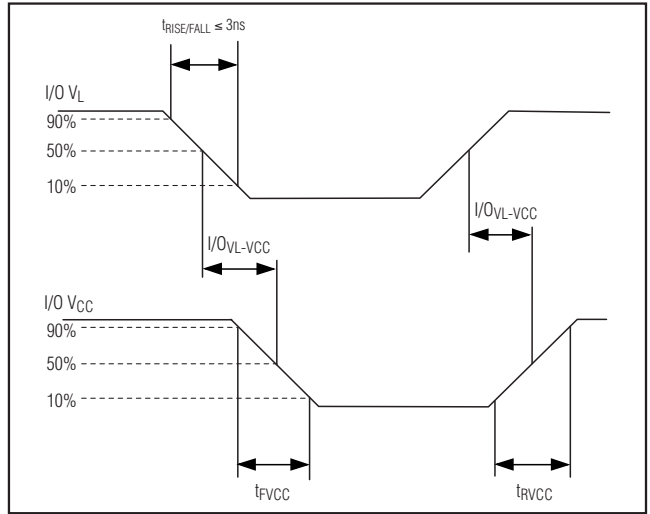 tRISE/FALL ≤ 3ns
I/O VL
90%
50%
10%
I/OVL-VCC
I/OVL-VCC
I/O VCC
90%
50%
10%
tFVCC
tRVCC